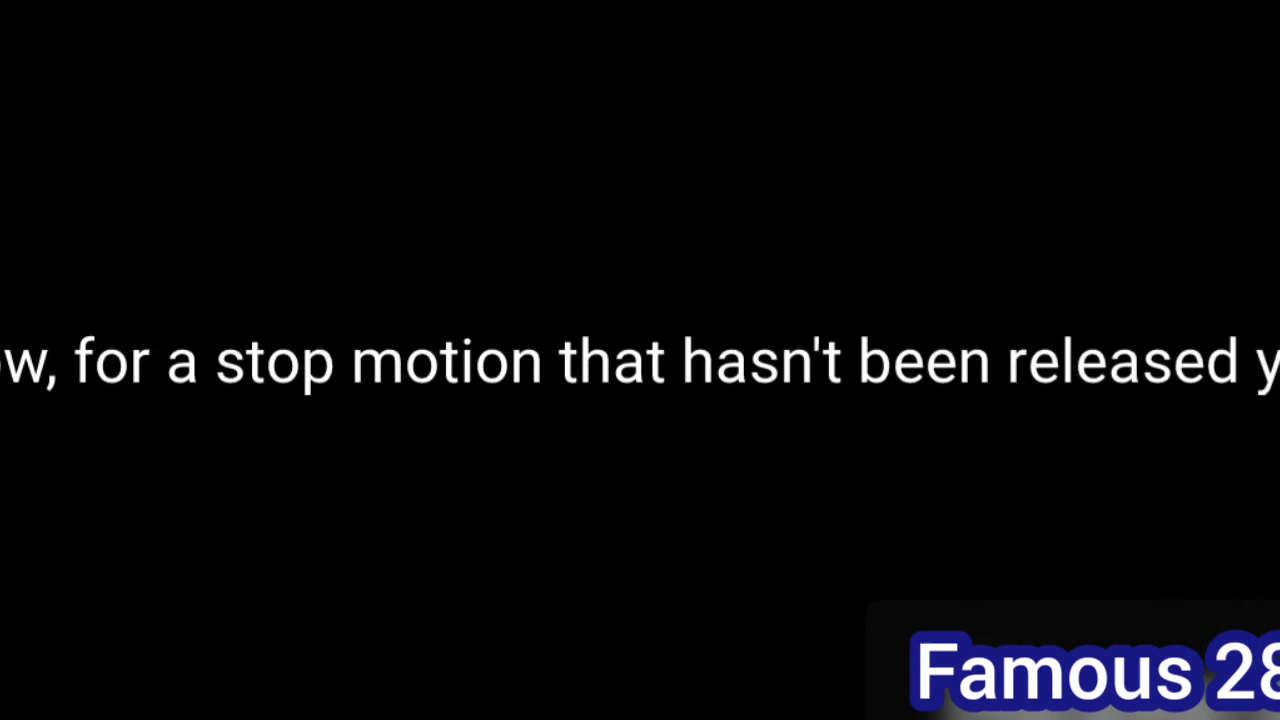 ow, for a stop motion that hasn't been released y
Famous 28